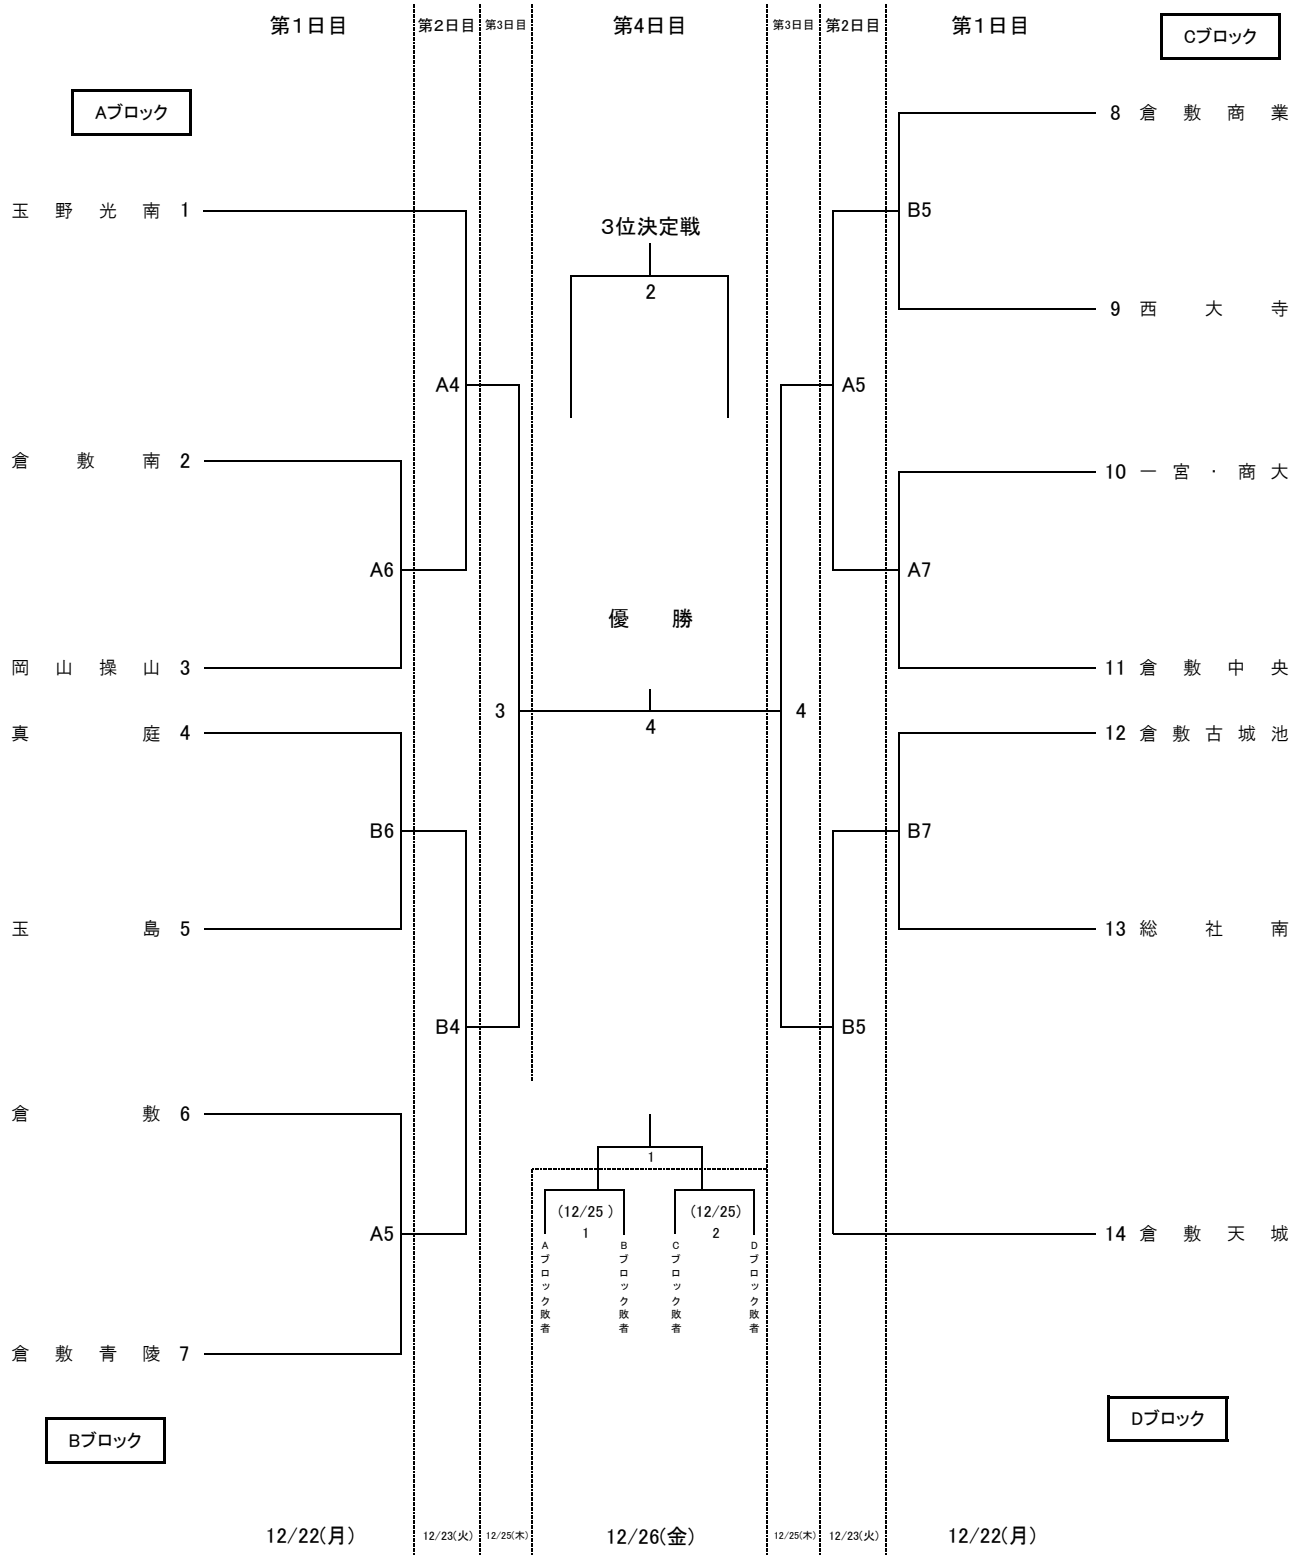 第1日目 第2日目 第3日目 第4日目 第3日目 第2日目 第1日目
Cブロック
Aブロック
8 倉敷商業
玉野光南 1
B5
3位決定戦
2
9 西大寺
A4
A5
倉敷南 2
10 一宮・商大
A6
A7
優勝
岡山操山 3
11 倉敷中央
3
4
4
真庭 4
12 倉敷古城池
B6
B7
玉島 5
13 総社南
B4
B5
倉敷 6
1
(12/25 )
1
(12/25)
2
A5
14 倉敷天城
Aブロック敗者
Bブロック敗者
Cブロック敗者
Dブロック敗者
倉敷青陵 7
Dブロック
Bブロック
12/22(月) 12/23(火) 12/25(木) 12/26(金) 12/25(木) 12/23(火) 12/22(月)